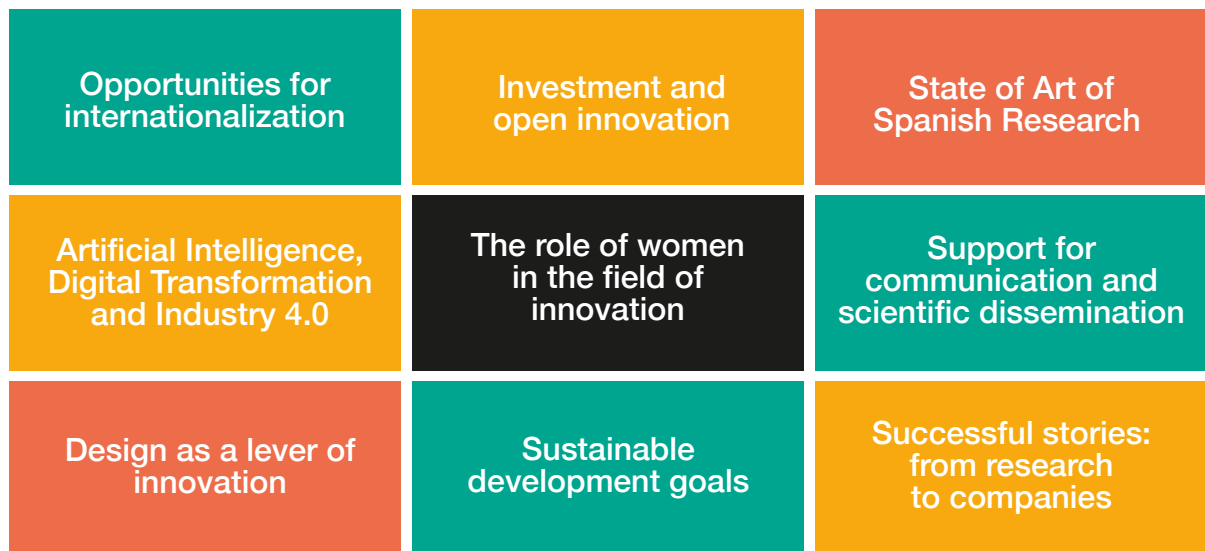 Opportunities for
internationalization
Investment and
open innovation
State of Art of
Spanish Research
Artificial Intelligence,
Digital Transformation
and Industry 4.0
The role of women
in the field of
innovation
Support for
communication and
scientific dissemination
Design as a lever of
innovation
Sustainable
development goals
Successful stories:
from research
to companies